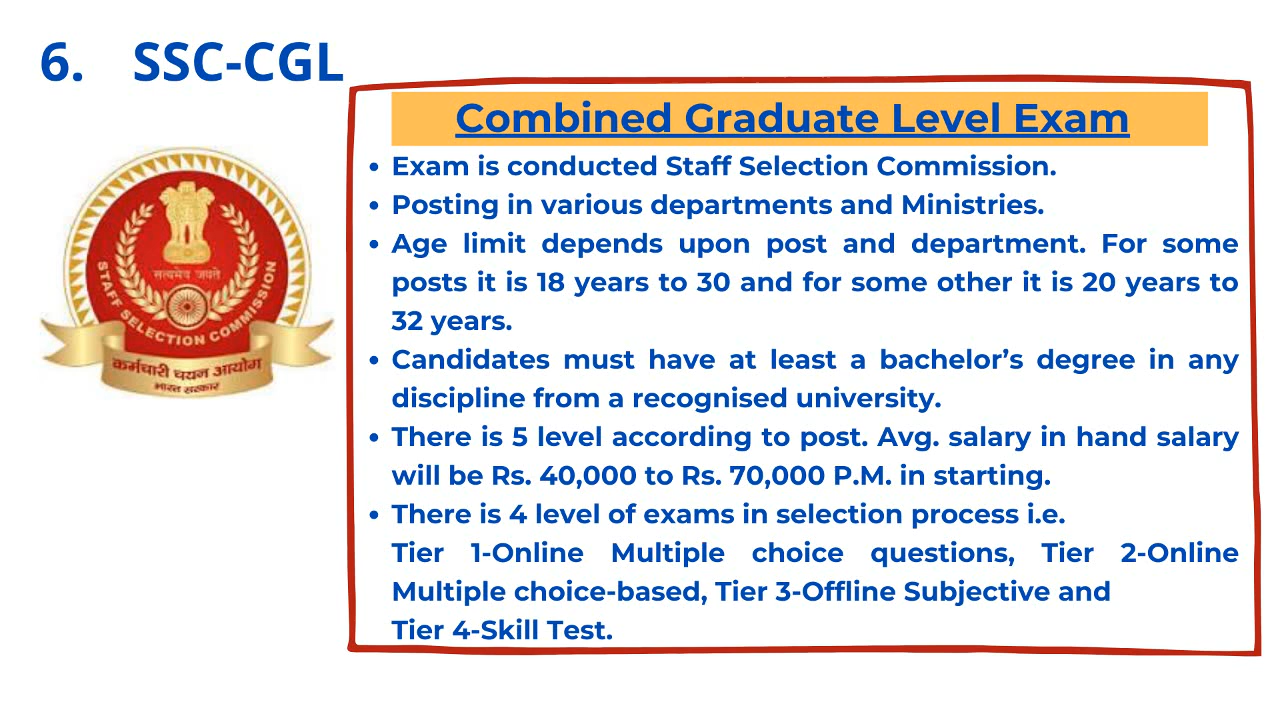 6. SSC-CGL
Combined Graduate Level Exam
• Exam is conducted Staff Selection Commission.
• Posting in various departments and Ministries.
• Age limit depends upon post and department. For some
posts it is 18 years to 30 and for some other it is 20 years to
32 years.
• Candidates must have at least a bachelor's degree in any
discipline from a recognised university.
• There is 5 level according to post. Avg. salary in hand salary
will be Rs. 40,000 to Rs. 70,000 P.M. in starting.
• There is 4 level of exams in selection process i.e.
Tier 1-Online Multiple choice questions, Tier 2-Online
Multiple choice-based, Tier 3-Offline Subjective and
Tier 4-Skill Test.
सत्यमेव जयते
STAFF SELECTION COMMISSION
कर्मचारी चयन आयोग
भारत सरकार